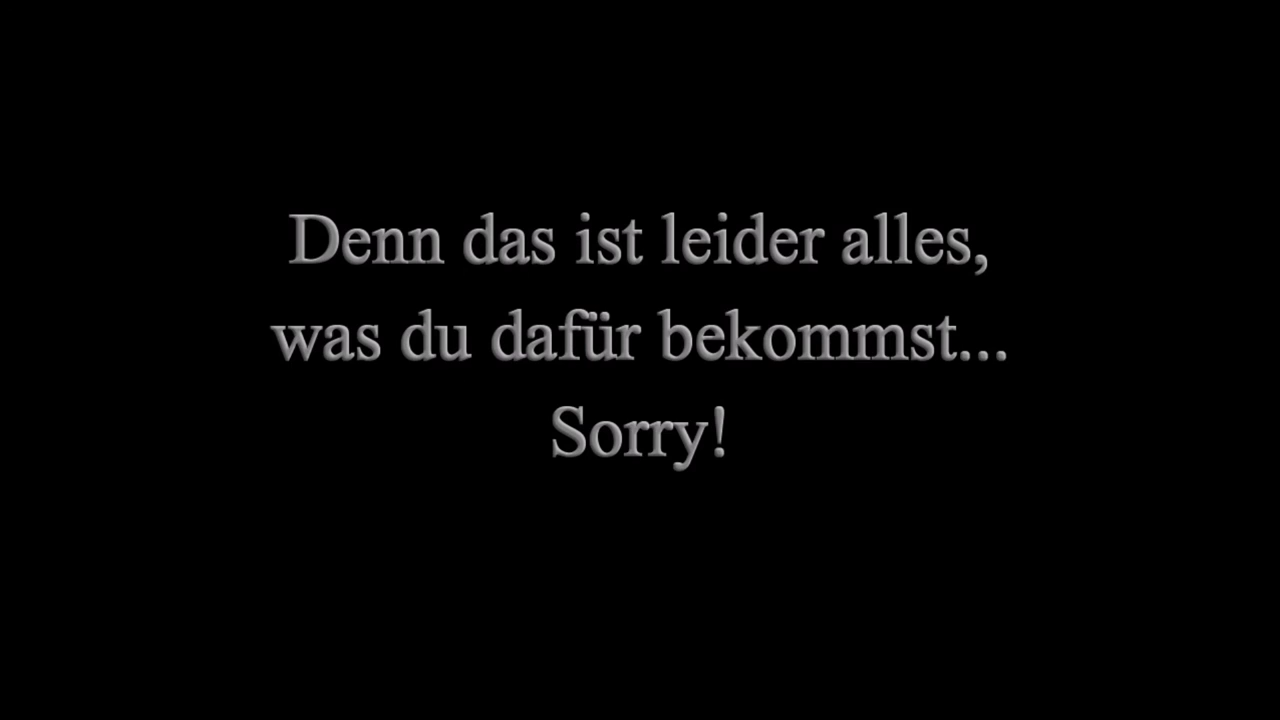 Denn das ist leider alles,
was du dafür bekommst...
Sorry!